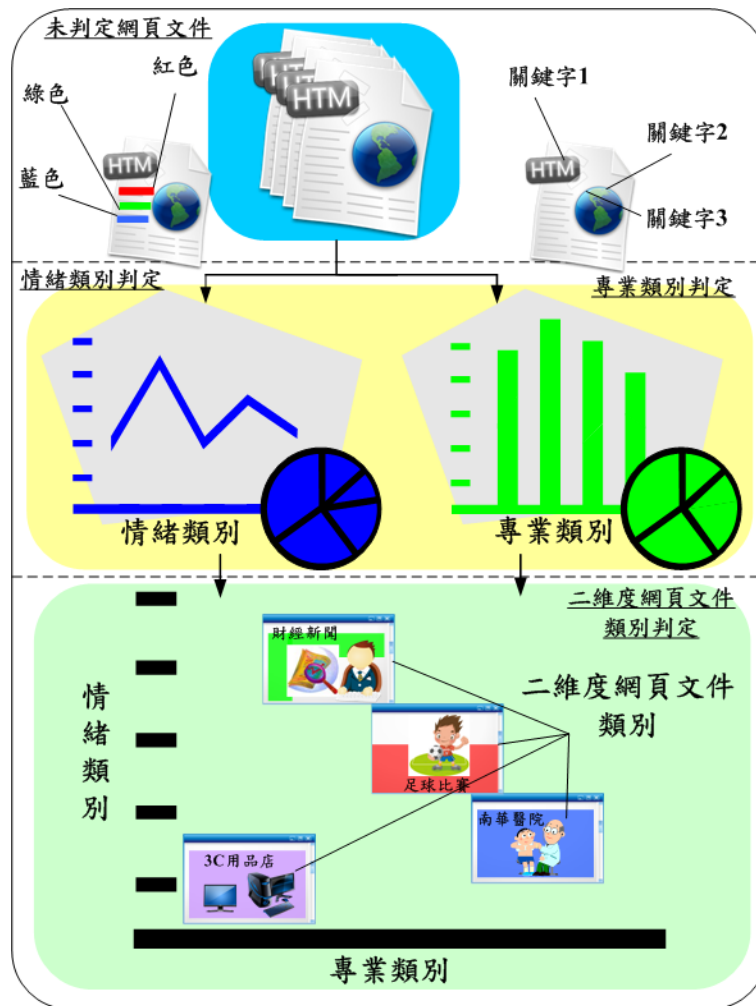 未判定網頁文件
紅色
綠色
藍色
HTM
HTM
HTM
HTM
HTM
關鍵字1
HTM
關鍵字2
關鍵字3
情緒類別判定
專業類別判定
情緒類別
專業類別
二維度網頁文件
類別判定
財經新聞
二維度網頁文件
類別
情緒類別
足球比賽
南華醫院
3C用品店
專業類別